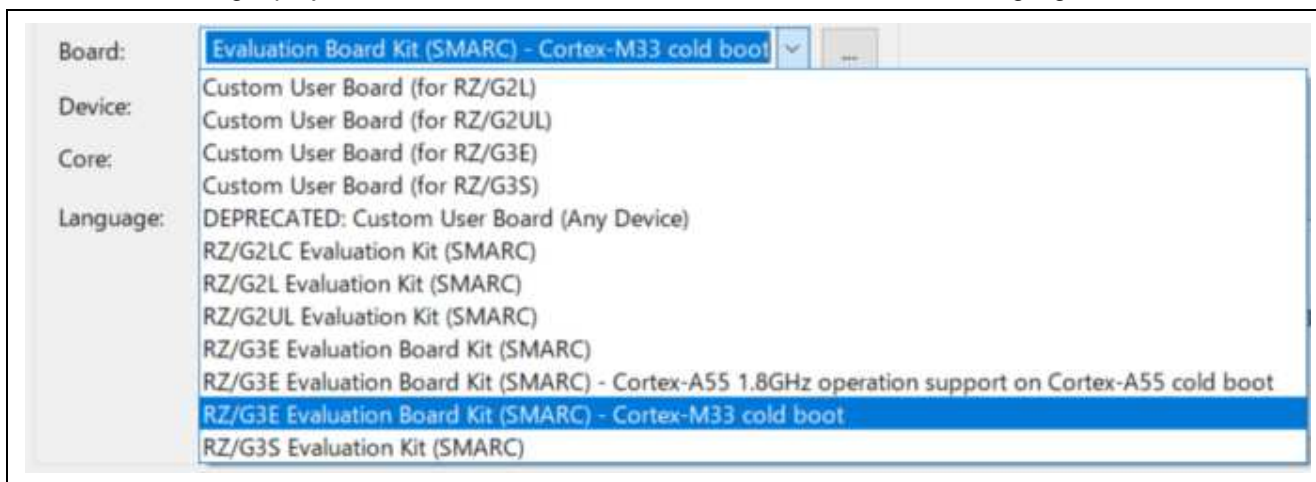 Board:
Evaluation Board Kit (SMARC) - Cortex-M33 cold boot
...
Device:
Core:
Language:
Custom User Board (for RZ/G2L)
Custom User Board (for RZ/G2UL)
Custom User Board (for RZ/G3E)
Custom User Board (for RZ/G3S)
DEPRECATED: Custom User Board (Any Device)
RZ/G2LC Evaluation Kit (SMARC)
RZ/G2L Evaluation Kit (SMARC)
RZ/G2UL Evaluation Kit (SMARC)
RZ/G3E Evaluation Board Kit (SMARC)
RZ/G3E Evaluation Board Kit (SMARC) - Cortex-A55 1.8GHz operation support on Cortex-A55 cold boot
RZ/G3E Evaluation Board Kit (SMARC) - Cortex-M33 cold boot
RZ/G3S Evaluation Kit (SMARC)